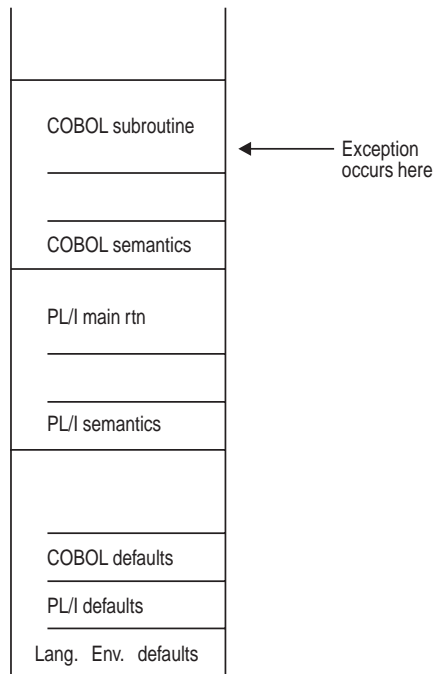 COBOL subroutine
Exception
occurs here
COBOL semantics
PL/I main rtn
PL/I semantics
COBOL defaults
PL/I defaults
Lang. Env. defaults